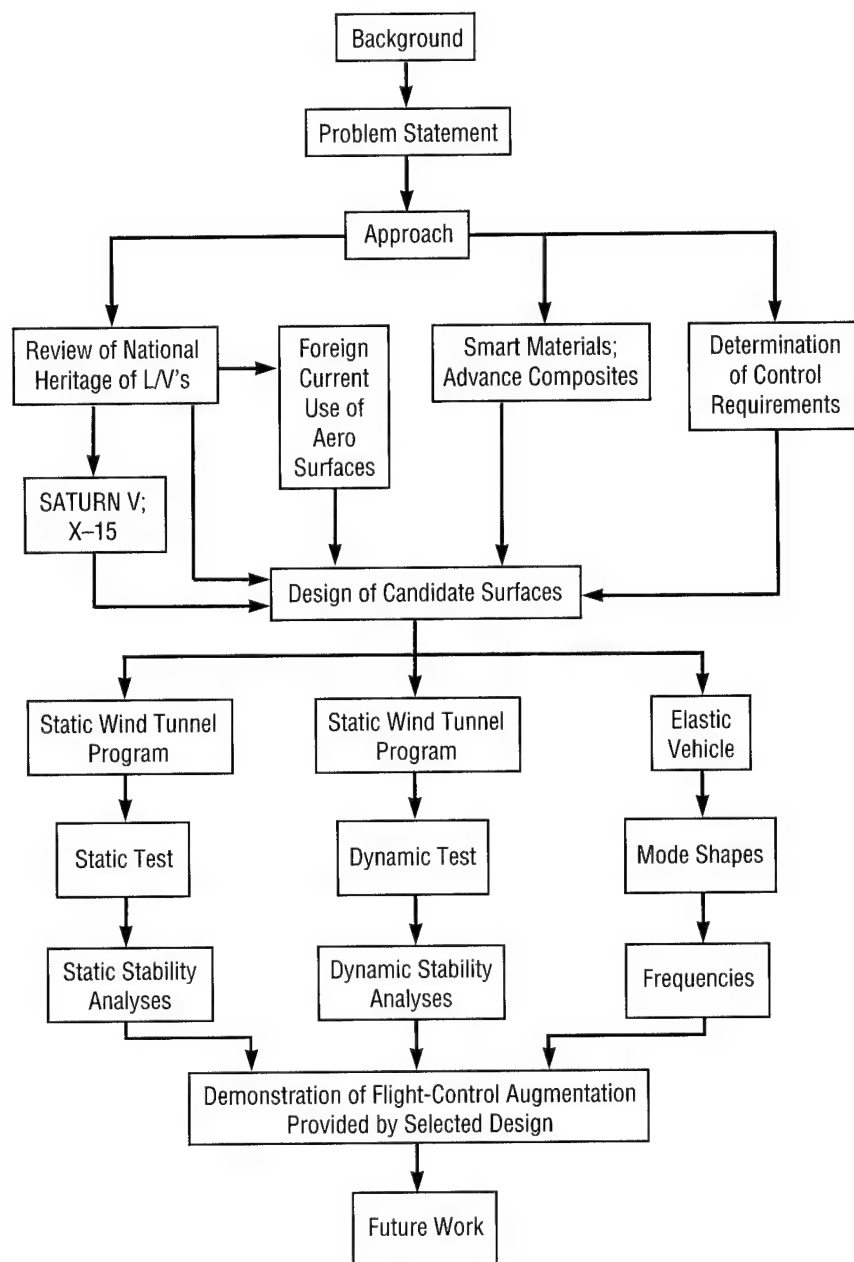 Background
Problem Statement
Approach
Review of National
Heritage of L/V's
Foreign
Current
Use of
Aero
Surfaces
Smart Materials;
Advance Composites
Determination
of Control
Requirements
SATURN V;
X–15
Design of Candidate Surfaces
Static Wind Tunnel
Program
Static Wind Tunnel
Program
Elastic
Vehicle
Static Test
Dynamic Test
Mode Shapes
Static Stability
Analyses
Dynamic Stability
Analyses
Frequencies
Demonstration of Flight-Control Augmentation
Provided by Selected Design
Future Work